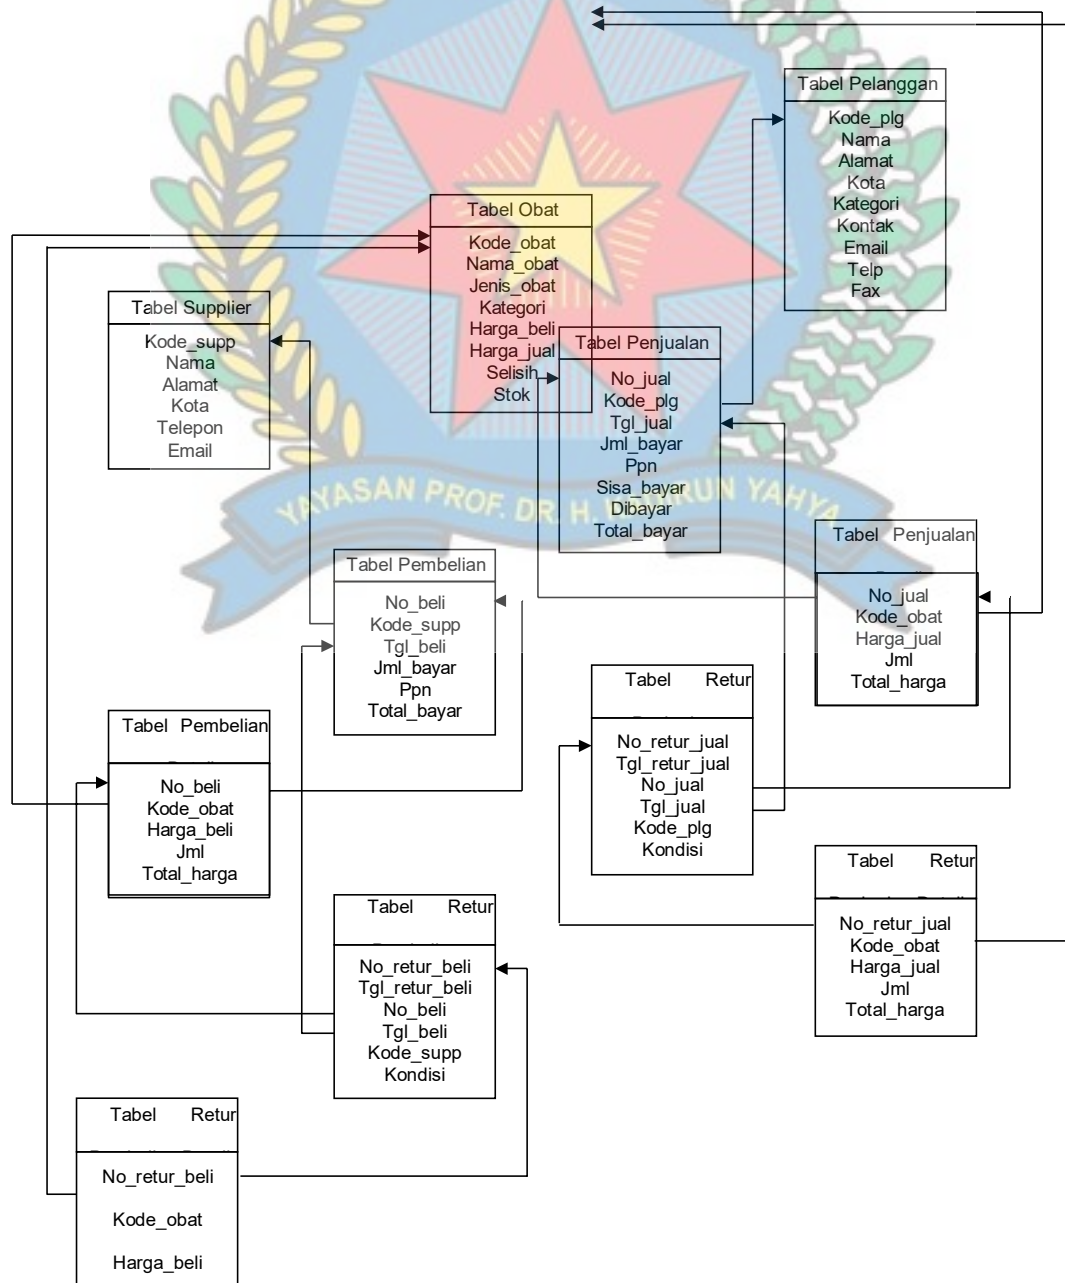 Tabel Pelanggan
Kode_plg
Nama
Alamat
Kota
Kategori
Kontak
Email
Telp
Fax
Tabel Obat
Kode_obat
Nama_obat
Jenis_obat
Kategori
Harga_beli
Harga_jual
Selisih
Stok
Tabel Supplier
Kode_supp
Nama
Alamat
Kota
Telepon
Email
Tabel Penjualan
No_jual
Kode_plg
Tgl_jual
Jml_bayar
Ppn
Sisa_bayar
Dibayar
Total_bayar
YAYASAN PROF. DR. H. YAHYA
Tabel Penjualan
No_jual
Kode_obat
Harga_jual
Jml
Total_harga
Tabel Pembelian
No_beli
Kode_supp
Tgl_beli
Jml_bayar
Ppn
Total_bayar
Tabel Retur
No_retur_jual
Tgl_retur_jual
No_jual
Tgl_jual
Kode_plg
Kondisi
Tabel Pembelian
No_beli
Kode_obat
Harga_beli
Jml
Total_harga
Tabel Retur
No_retur_jual
Kode_obat
Harga_jual
Jml
Total_harga
Tabel Retur
No_retur_beli
Tgl_retur_beli
No_beli
Tgl_beli
Kode_supp
Kondisi
Tabel Retur
No_retur_beli
Kode_obat
Harga_beli